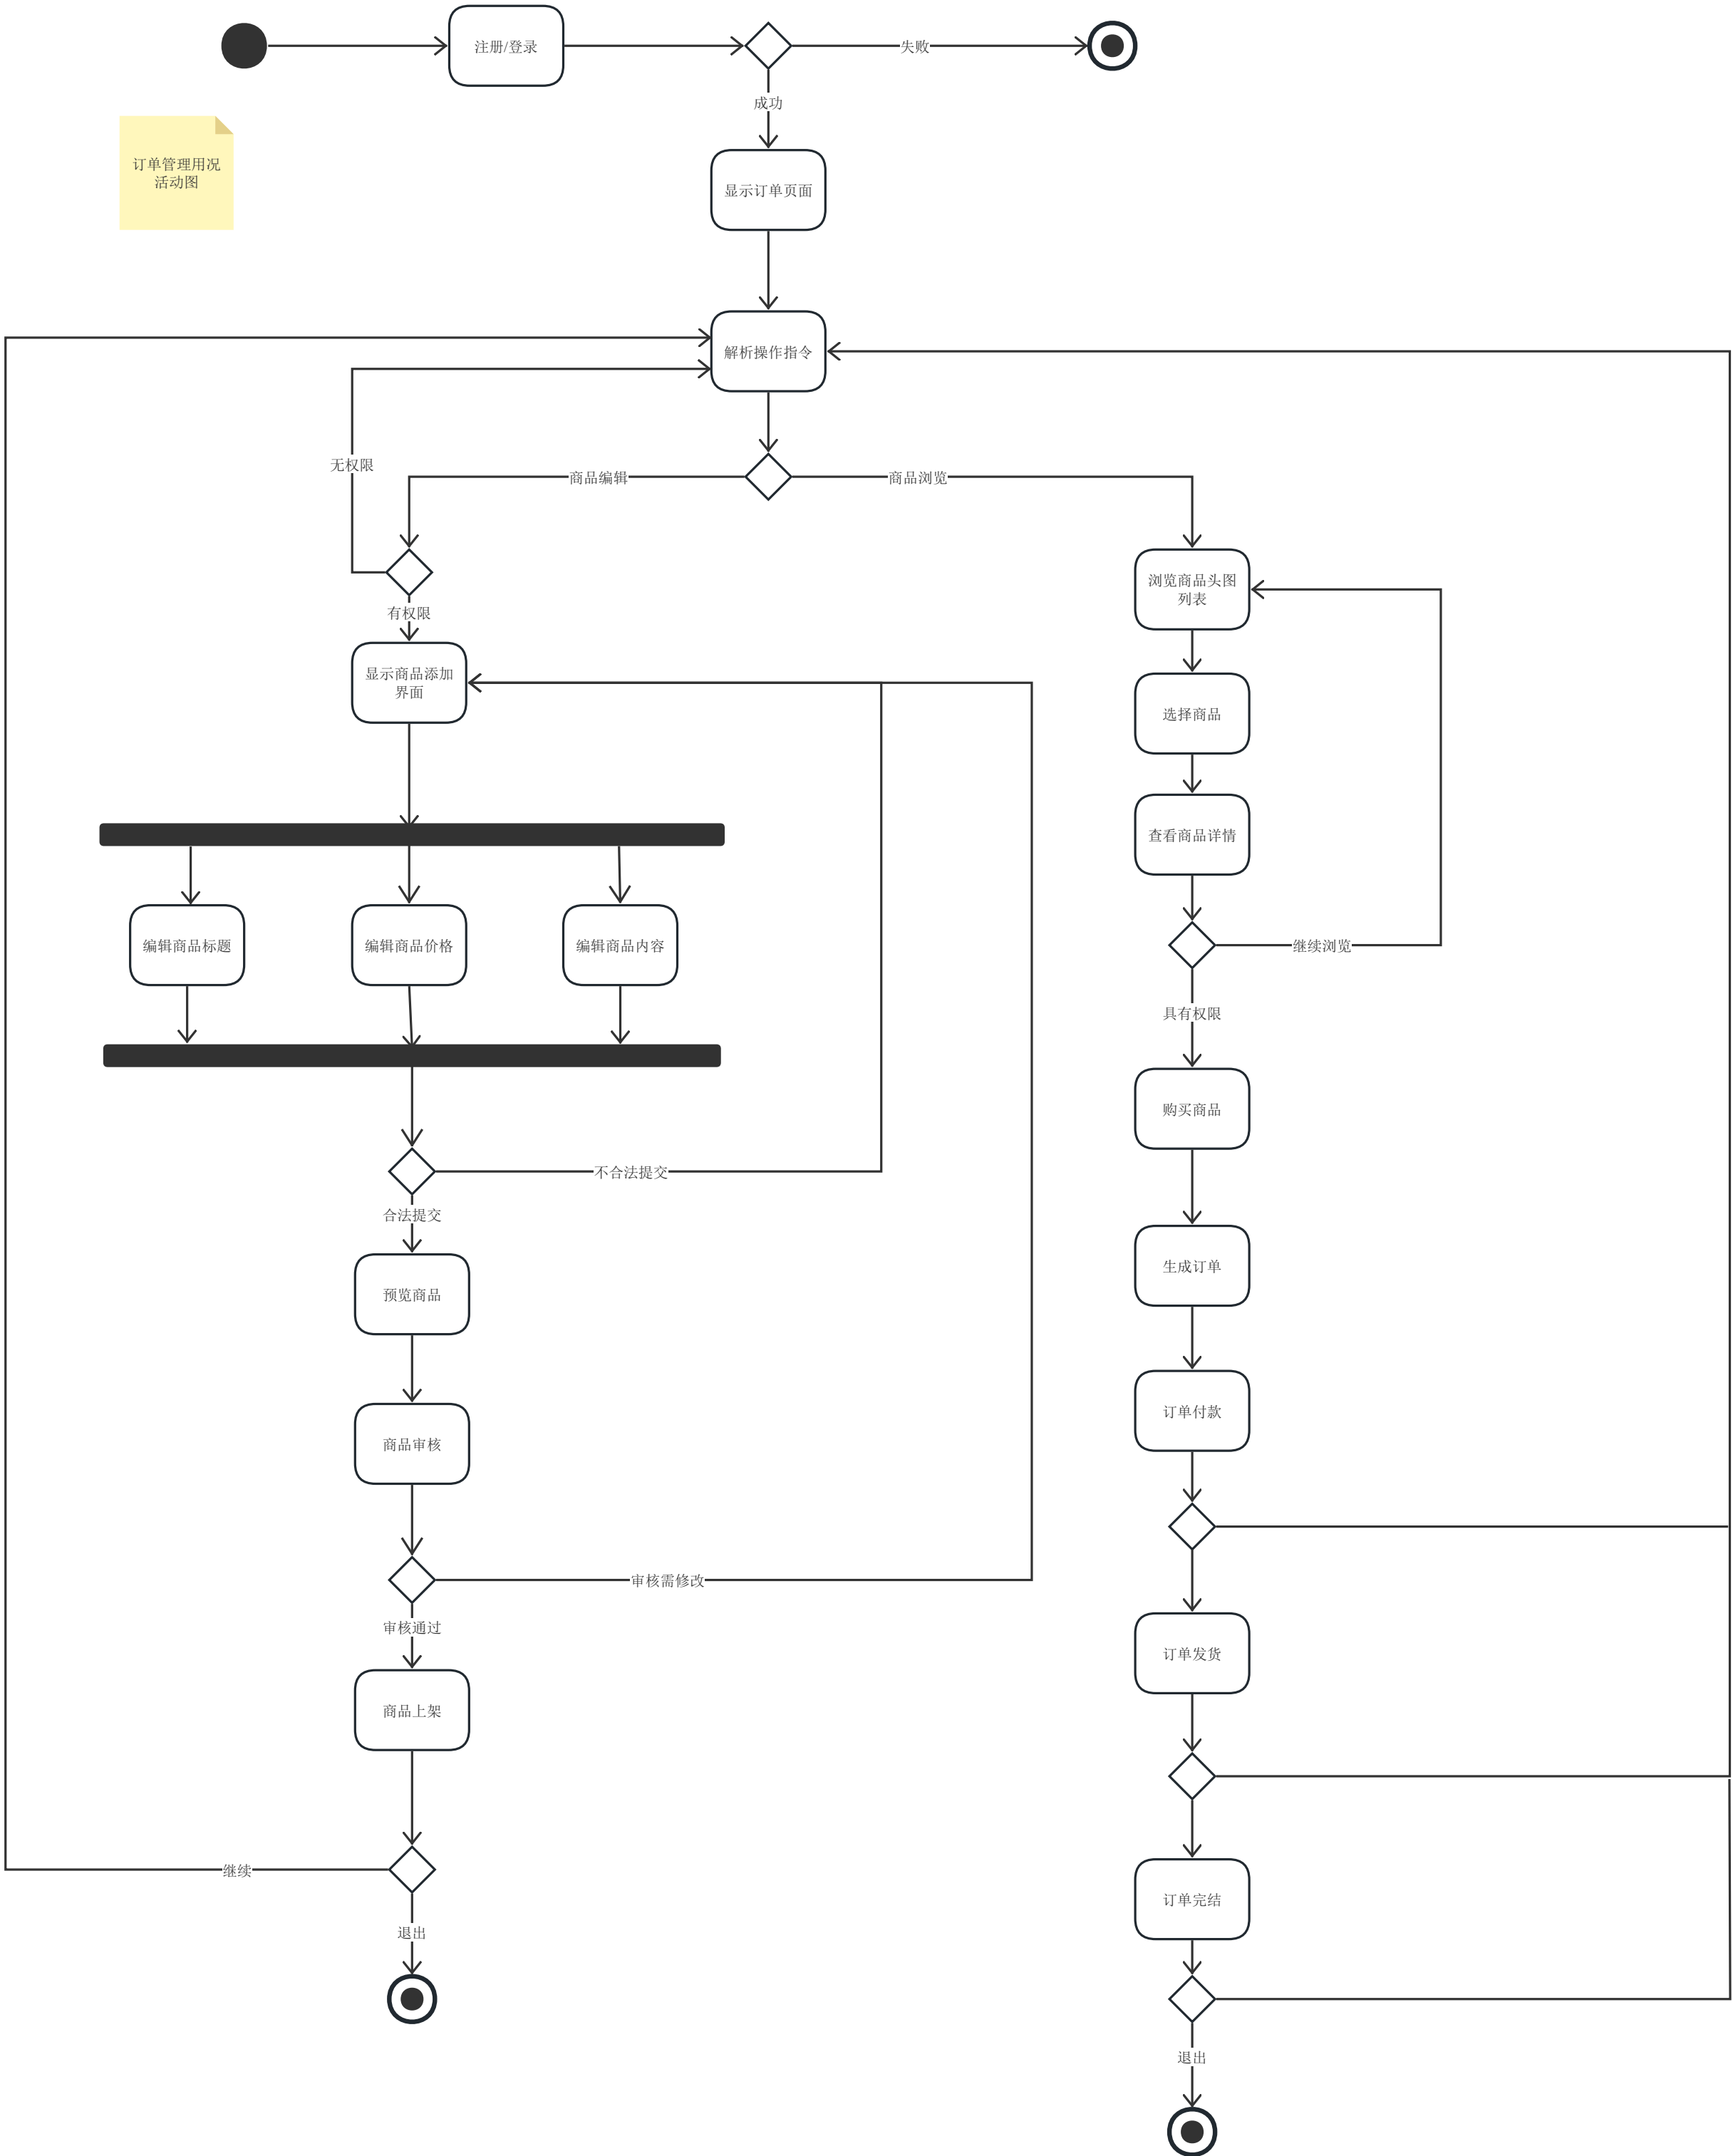 注册/登录
失败
成功
订单管理用况
活动图
显示订单页面
解析操作指令
无权限
商品编辑
商品浏览
有权限
浏览商品头图
列表
显示商品添加
界面
选择商品
查看商品详情
编辑商品标题
编辑商品价格
编辑商品内容
继续浏览
具有权限
购买商品
不合法提交
合法提交
生成订单
预览商品
订单付款
商品审核
审核需修改
审核通过
订单发货
商品上架
继续
订单完结
退出
退出